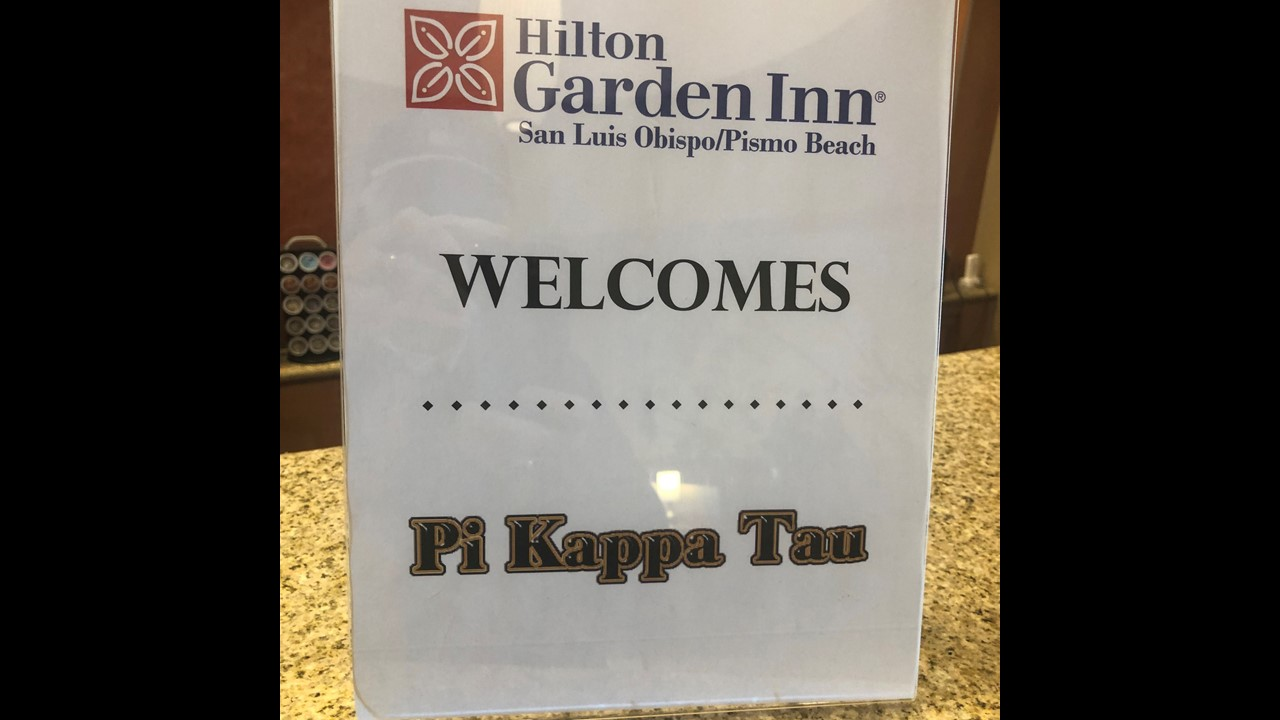 Hilton
Garden Inn®
San Luis Obispo/Pismo Beach
WELCOMES
Pi Kappa Tau